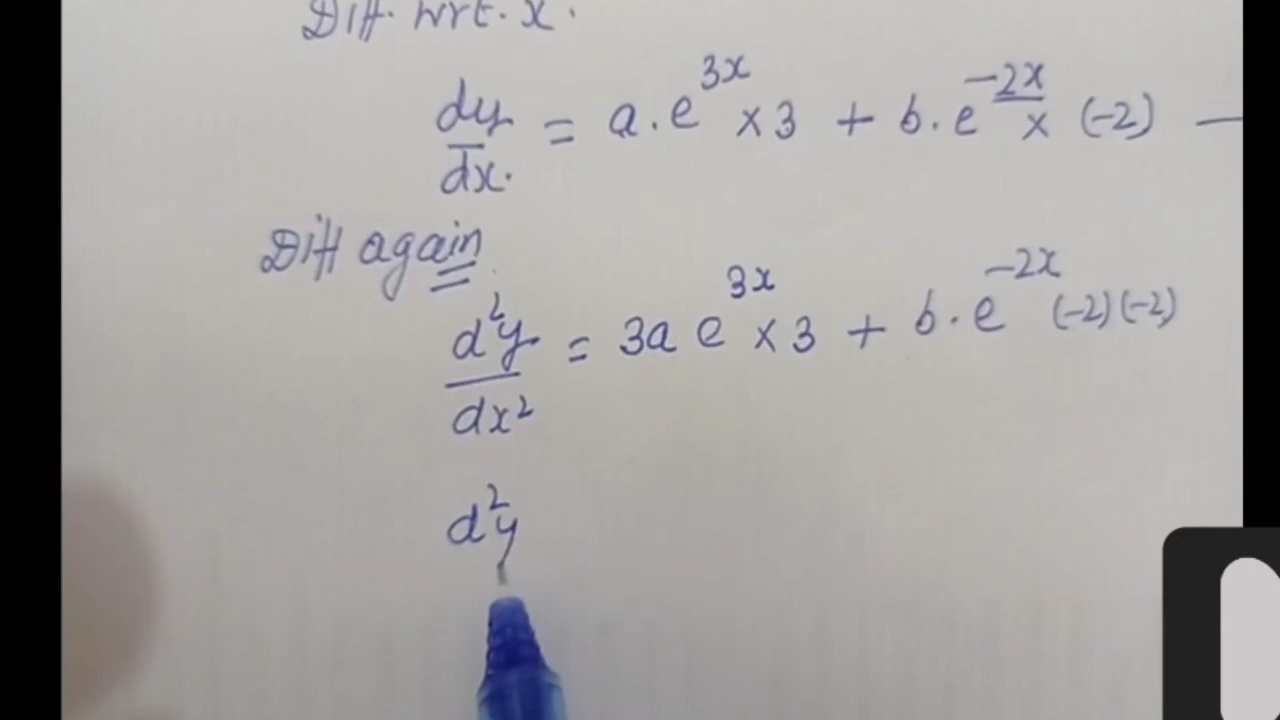 Diff. wrt. x.
dy/dx. = a.e^3x × 3 + b.e^-2x × (-2) —
Diff again
d²y/dx² = 3a e^3x × 3 + b.e^-2x (-2)(-2)
d²y